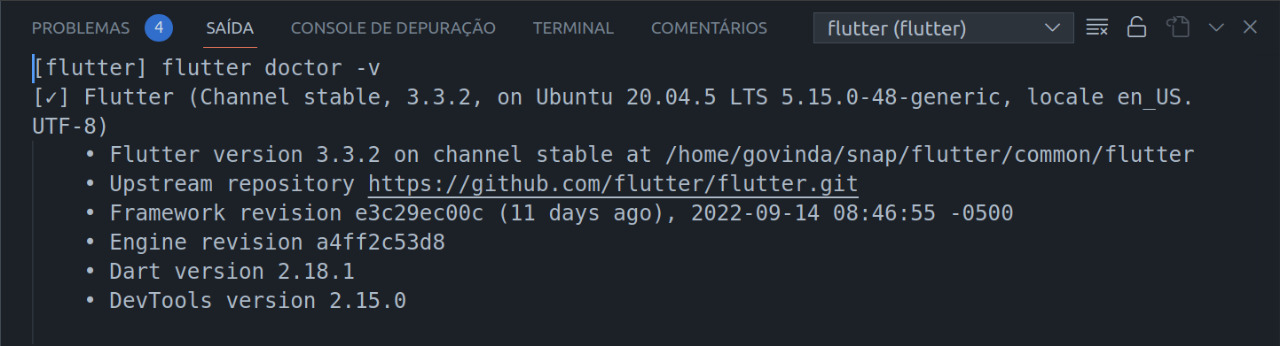 PROBLEMAS 4 SAÍDA CONSOLE DE DEPURAÇÃO TERMINAL COMENTÁRIOS flutter (flutter)
[flutter] flutter doctor -v
[✓] Flutter (Channel stable, 3.3.2, on Ubuntu 20.04.5 LTS 5.15.0-48-generic, locale en_US.
UTF-8)
• Flutter version 3.3.2 on channel stable at /home/govinda/snap/flutter/common/flutter
• Upstream repository https://github.com/flutter/flutter.git
• Framework revision e3c29ec00c (11 days ago), 2022-09-14 08:46:55 -0500
• Engine revision a4ff2c53d8
• Dart version 2.18.1
• DevTools version 2.15.0